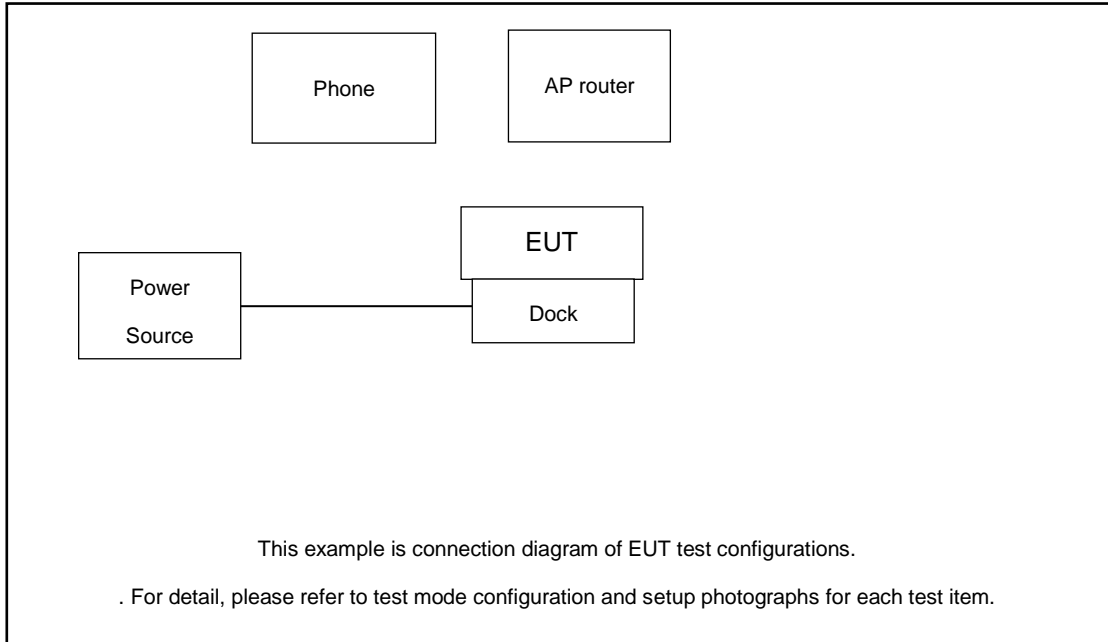 Phone
AP router
EUT
Power
Source
Dock
This example is connection diagram of EUT test configurations.
. For detail, please refer to test mode configuration and setup photographs for each test item.